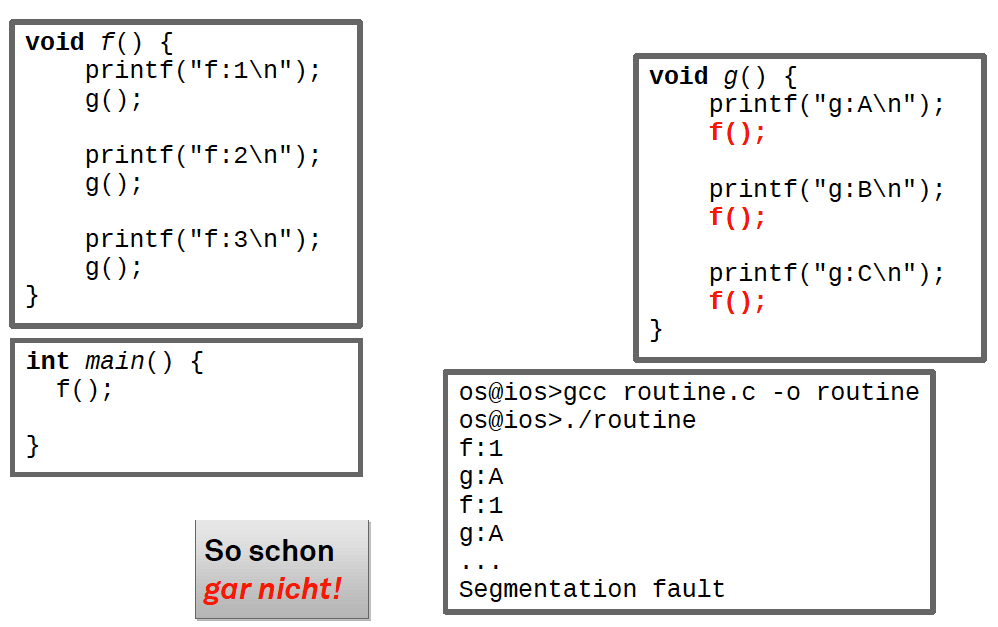 void f() {
    printf("f:1\n");
    g();

    printf("f:2\n");
    g();

    printf("f:3\n");
    g();
}
int main() {
  f();

}
void g() {
    printf("g:A\n");
    f();

    printf("g:B\n");
    f();

    printf("g:C\n");
    f();
}
os@ios>gcc routine.c -o routine
os@ios>./routine
f:1
g:A
f:1
g:A
...
Segmentation fault
So schon
gar nicht!